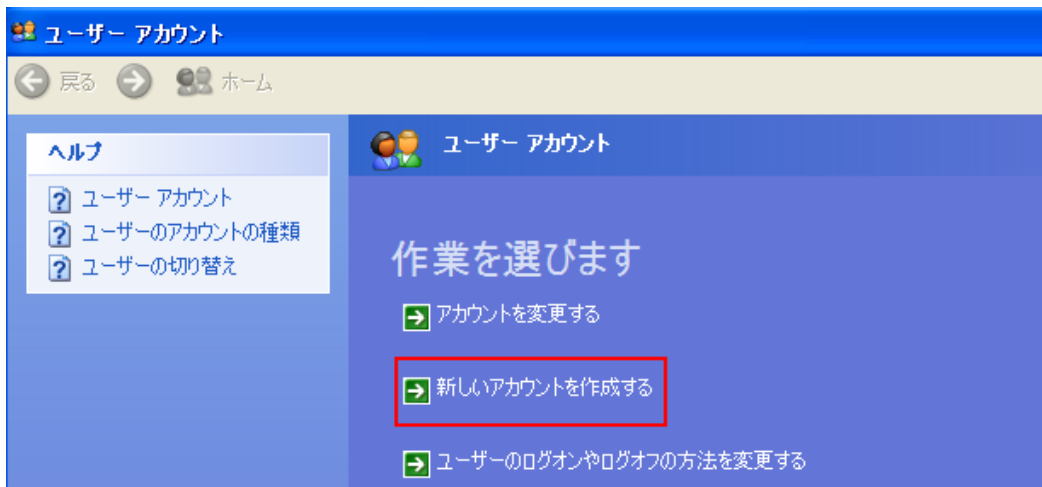 ユーザー アカウント
戻る ホーム
ヘルプ
ユーザー アカウント
ユーザーのアカウントの種類
ユーザーの切り替え
ユーザー アカウント
作業を選びます
アカウントを変更する
新しいアカウントを作成する
ユーザーのログオンやログオフの方法を変更する